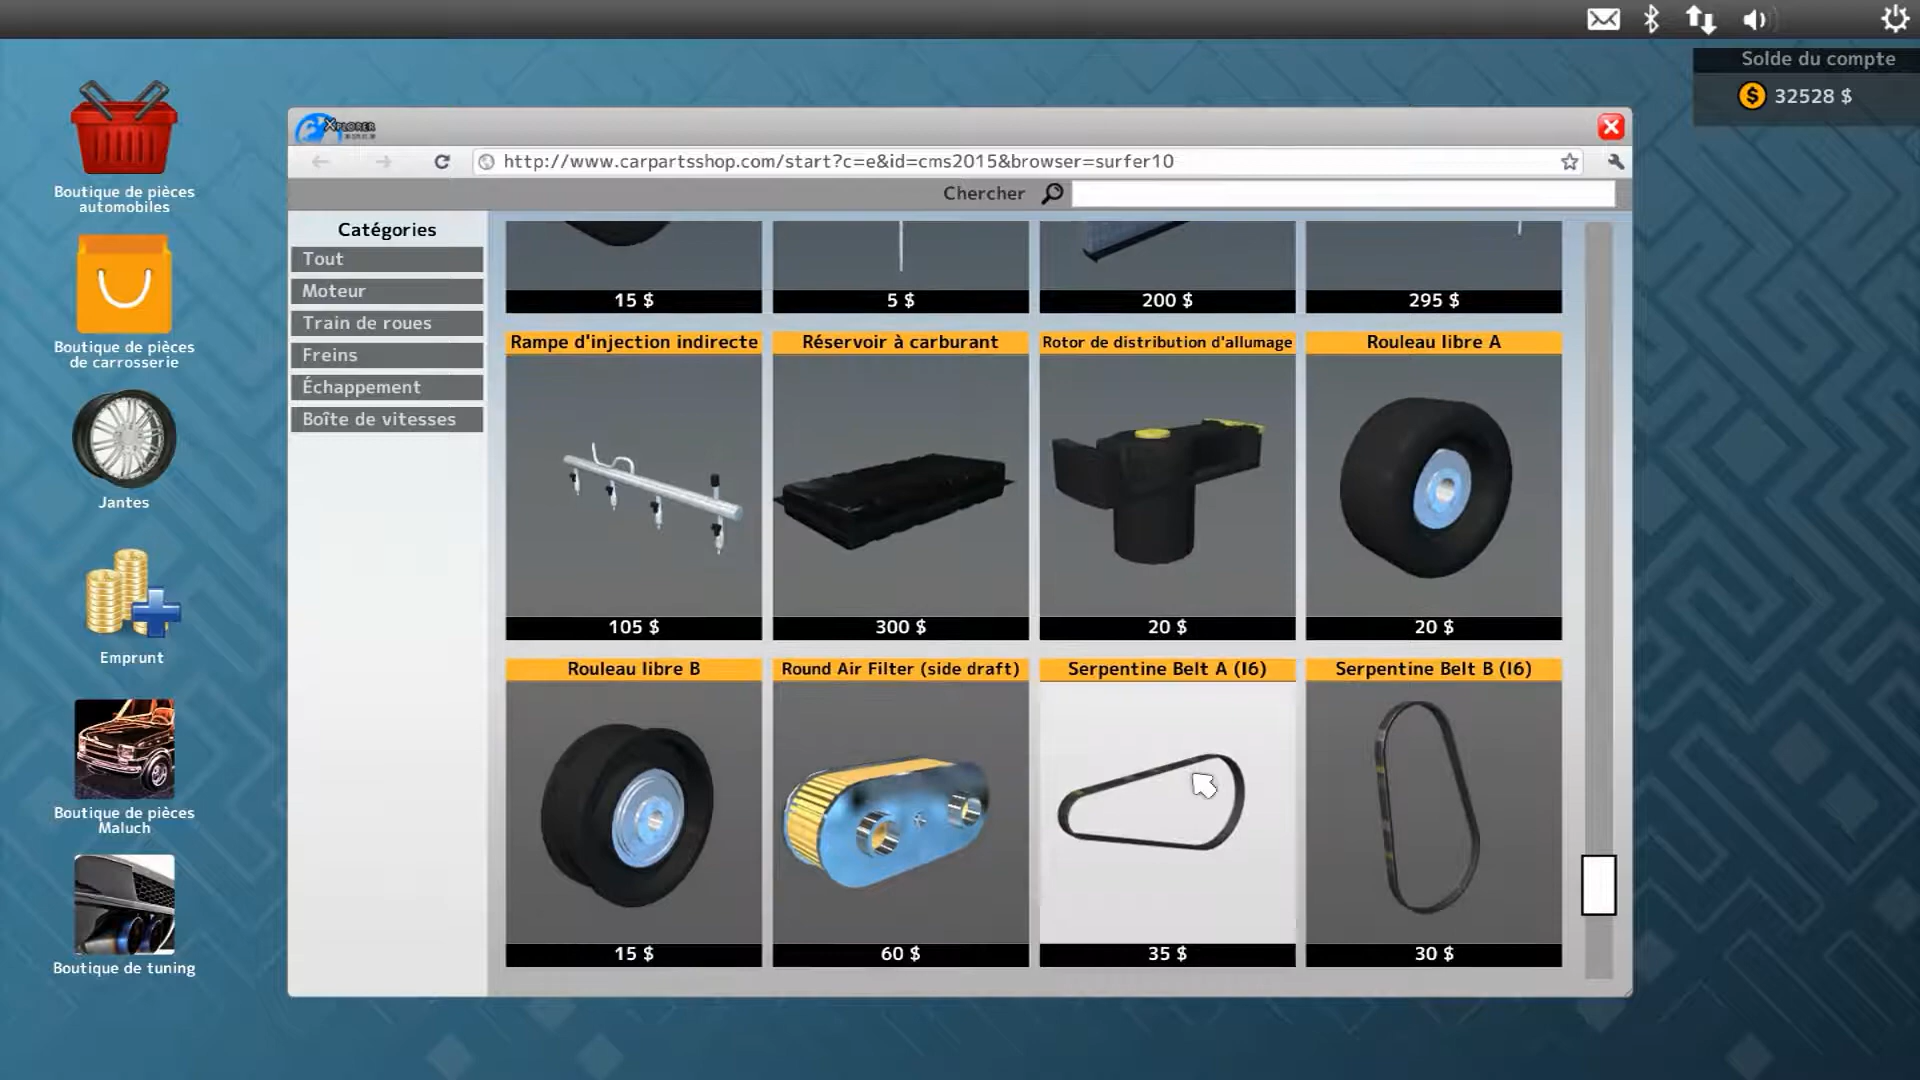 Solde du compte
32528 $
Boutique de pièces
automobiles
Boutique de pièces
de carrosserie
Jantes
Emprunt
Boutique de pièces
Maluch
Boutique de tuning
XPLORER
http://www.carpartsshop.com/start?c=e&id=cms2015&browser=surfer10
Chercher
Catégories
Tout
Moteur
Train de roues
Freins
Échappement
Boîte de vitesses
15 $
5 $
200 $
295 $
Rampe d'injection indirecte
Réservoir à carburant
Rotor de distribution d'allumage
Rouleau libre A
105 $
300 $
20 $
20 $
Rouleau libre B
Round Air Filter (side draft)
Serpentine Belt A (I6)
Serpentine Belt B (I6)
15 $
60 $
35 $
30 $